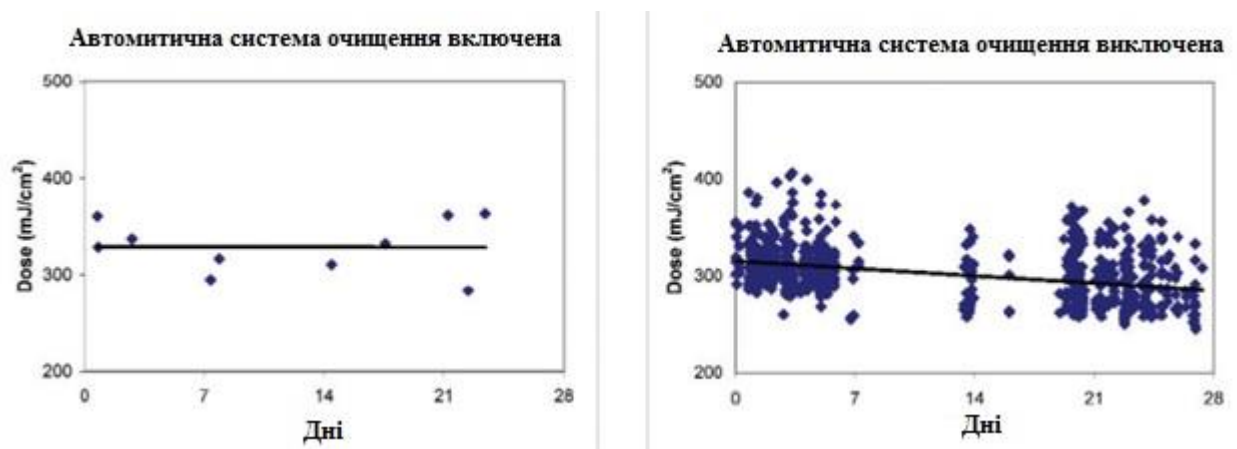 Автомитична система очищення включена
500
400
300
200
Dose (mJ/cm²)
0 7 14 21 28
Дні
Автомитична система очищення виключена
500
400
300
200
Dose (mJ/cm²)
0 7 14 21 28
Дні